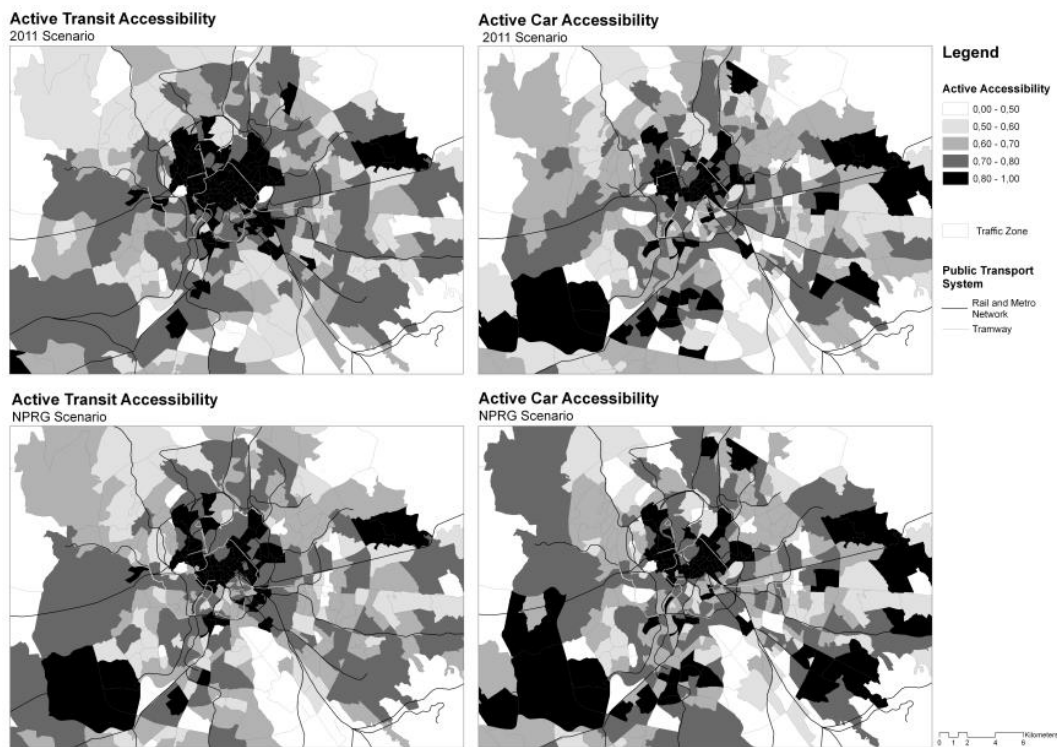 Active Transit Accessibility
2011 Scenario
Active Car Accessibility
2011 Scenario
Legend
Active Accessibility
0,00 - 0,50
0,50 - 0,60
0,60 - 0,70
0,70 - 0,80
0,80 - 1,00
Traffic Zone
Public Transport
System
Rail and Metro
Network
Tramway
Active Transit Accessibility
NPRG Scenario
Active Car Accessibility
NPRG Scenario
Kilometers
0 1 2 4 6